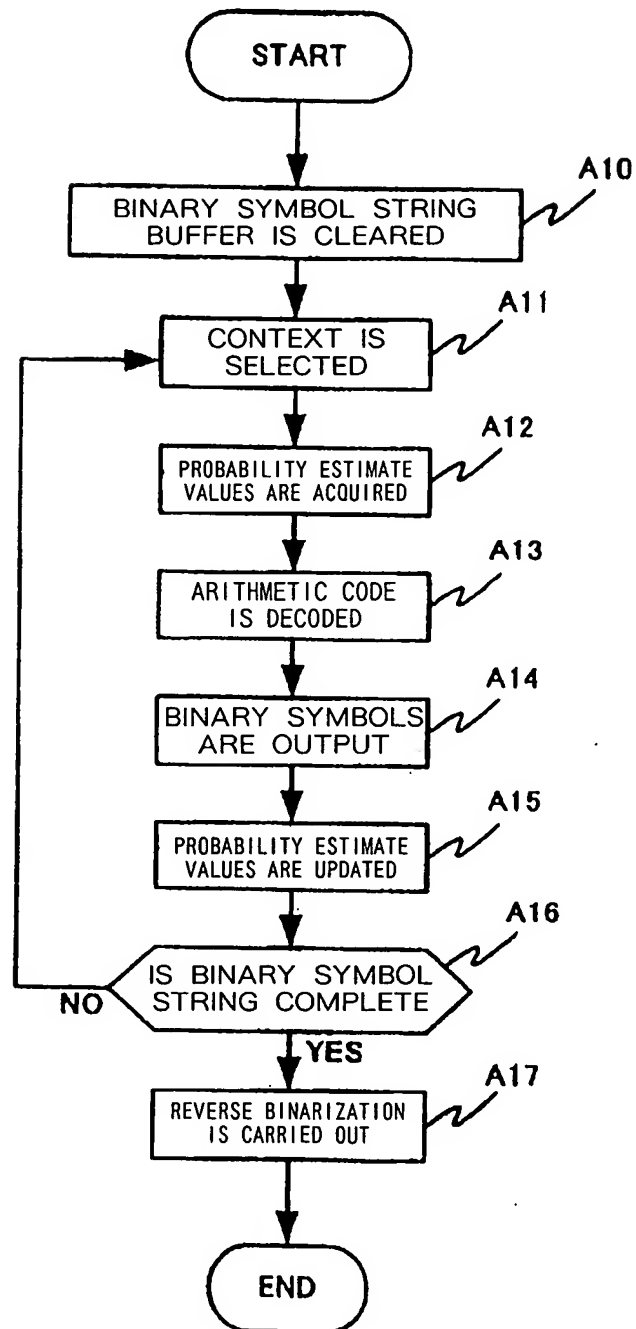 START
A10
BINARY SYMBOL STRING
BUFFER IS CLEARED
A11
CONTEXT IS
SELECTED
A12
PROBABILITY ESTIMATE
VALUES ARE ACQUIRED
A13
ARITHMETIC CODE
IS DECODED
A14
BINARY SYMBOLS
ARE OUTPUT
A15
PROBABILITY ESTIMATE
VALUES ARE UPDATED
A16
IS BINARY SYMBOL
STRING COMPLETE
NO
YES
A17
REVERSE BINARIZATION
IS CARRIED OUT
END